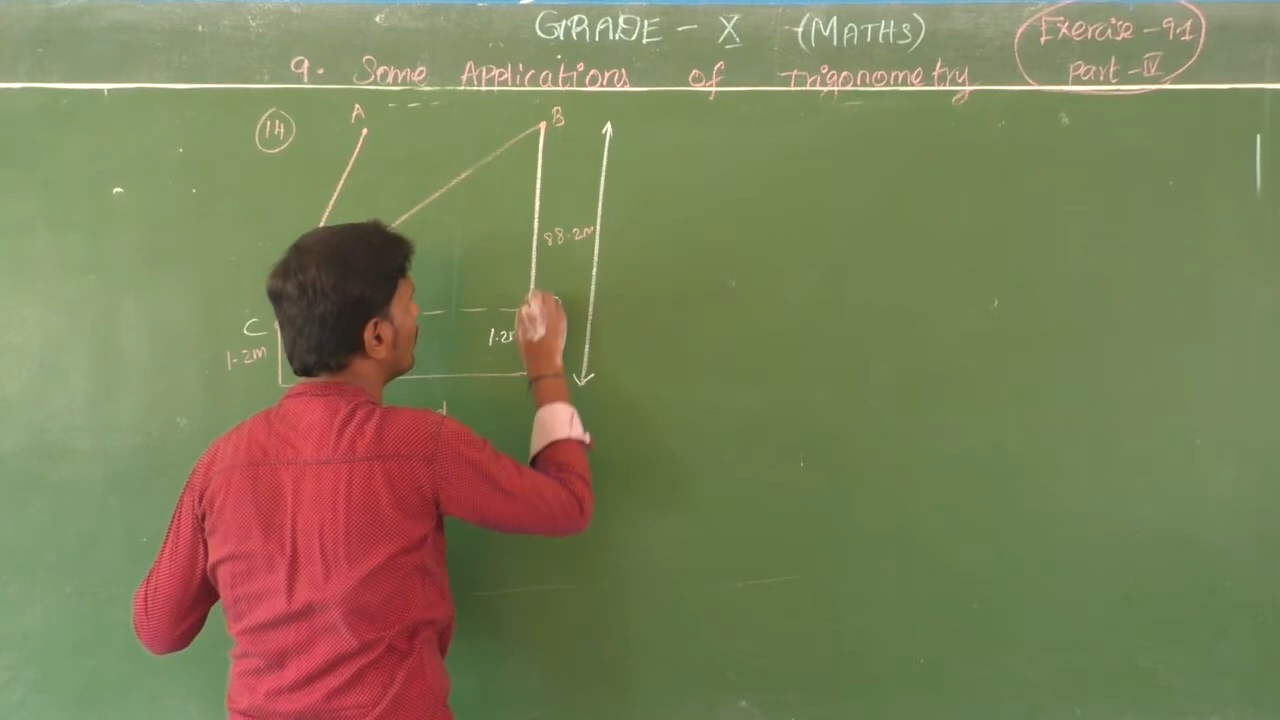 GRADE - X (MATHS)
Exercise - 9.1
part - IV
9. Some Applications of Trigonometry
14
A
B
88.2m
C
1.2m
d